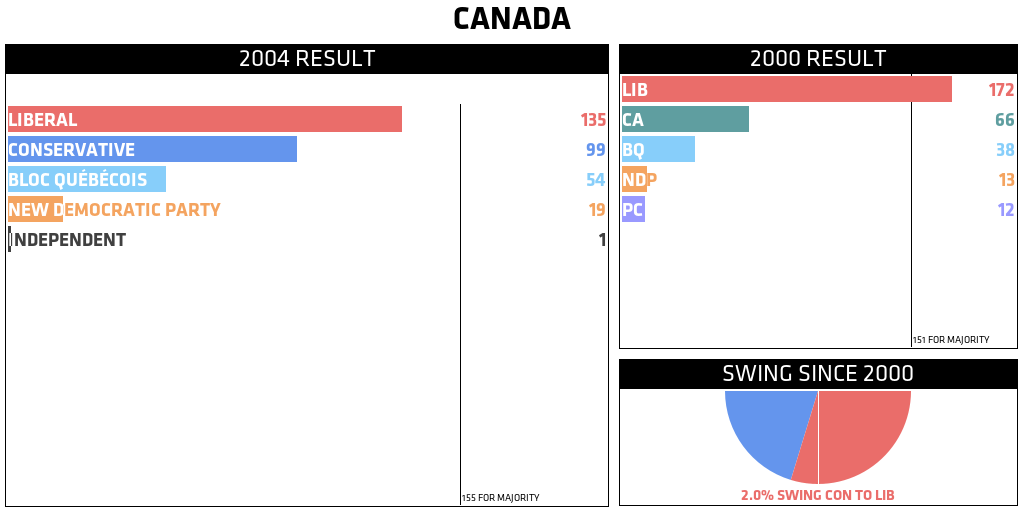 CANADA
2004 RESULT
LIBERAL 135
CONSERVATIVE 99
BLOC QUÉBÉCOIS 54
NEW DEMOCRATIC PARTY 19
INDEPENDENT 1
155 FOR MAJORITY
2000 RESULT
LIB 172
CA 66
BQ 38
NDP 13
PC 12
151 FOR MAJORITY
SWING SINCE 2000
2.0% SWING CON TO LIB